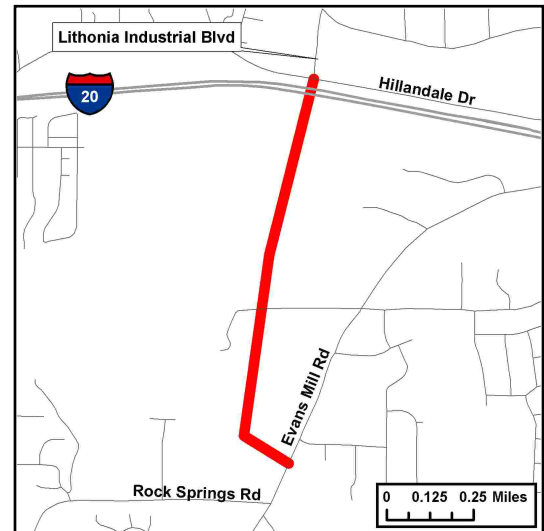 Lithonia Industrial Blvd
Hillandale Dr
20
Evans Mill Rd
Rock Springs Rd
0 0.125 0.25 Miles